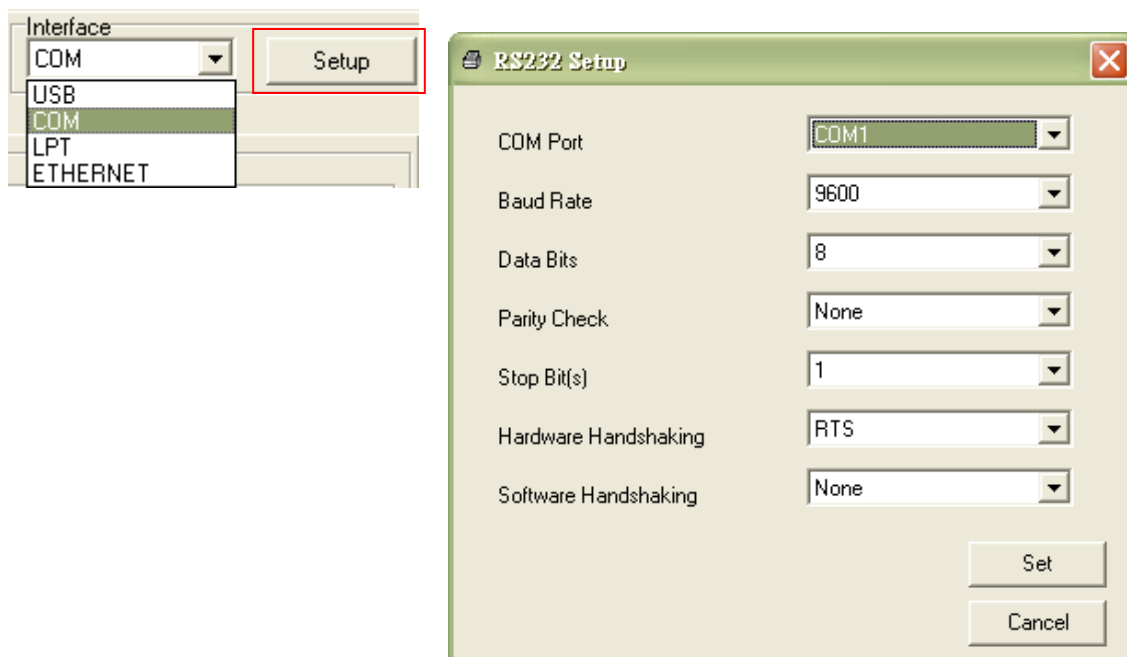 Interface
COM
Setup
USB
COM
LPT
ETHERNET
RS232 Setup
COM Port
COM1
Baud Rate
9600
Data Bits
8
Parity Check
None
Stop Bit(s)
1
Hardware Handshaking
RTS
Software Handshaking
None
Set
Cancel